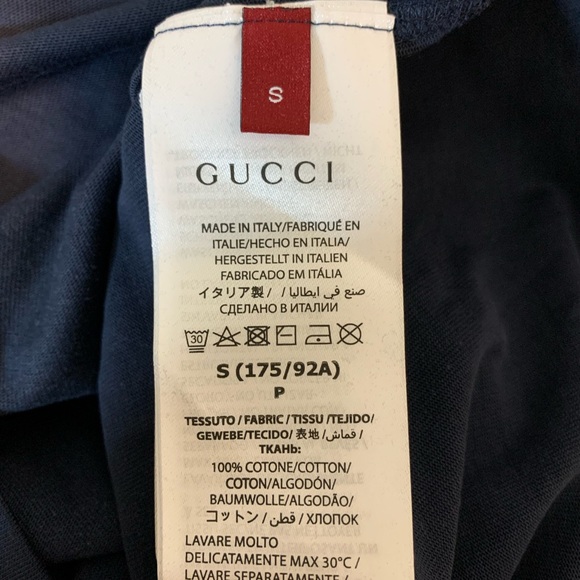 S
GUCCI
MADE IN ITALY/FABRIQUÉ EN
ITALIE/HECHO EN ITALIA/
HERGESTELLT IN ITALIEN
FABRICADO EM ITÁLIA
イタリア製 / / صنع في ايطاليا
СДЕЛАНО В ИТАЛИИ
30
S (175/92A)
P
TESSUTO / FABRIC / TISSU /TEJIDO/
GEWEBE/TECIDO/ 表地 /قماش/
TKAHb:
100% COTONE/COTTON/
COTON/ALGODÓN/
BAUMWOLLE/ALGODÃO/
コットン / قطن / ХЛОПОК
LAVARE MOLTO
DELICATAMENTE MAX 30°C /
LAVARE SEPARATAMENTE /